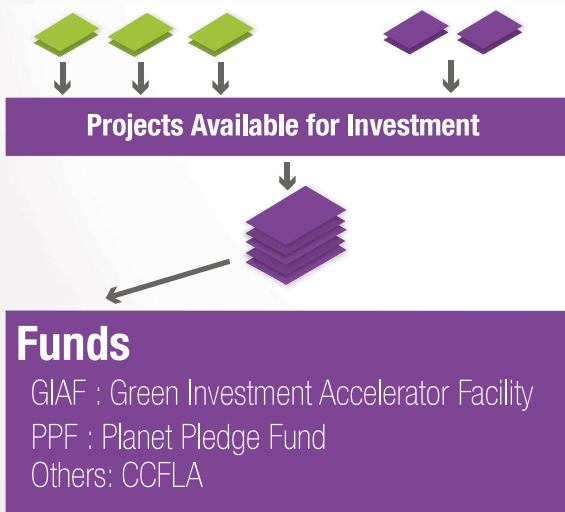 Projects Available for Investment
Funds
GIAF : Green Investment Accelerator Facility
PPF : Planet Pledge Fund
Others: CCFLA